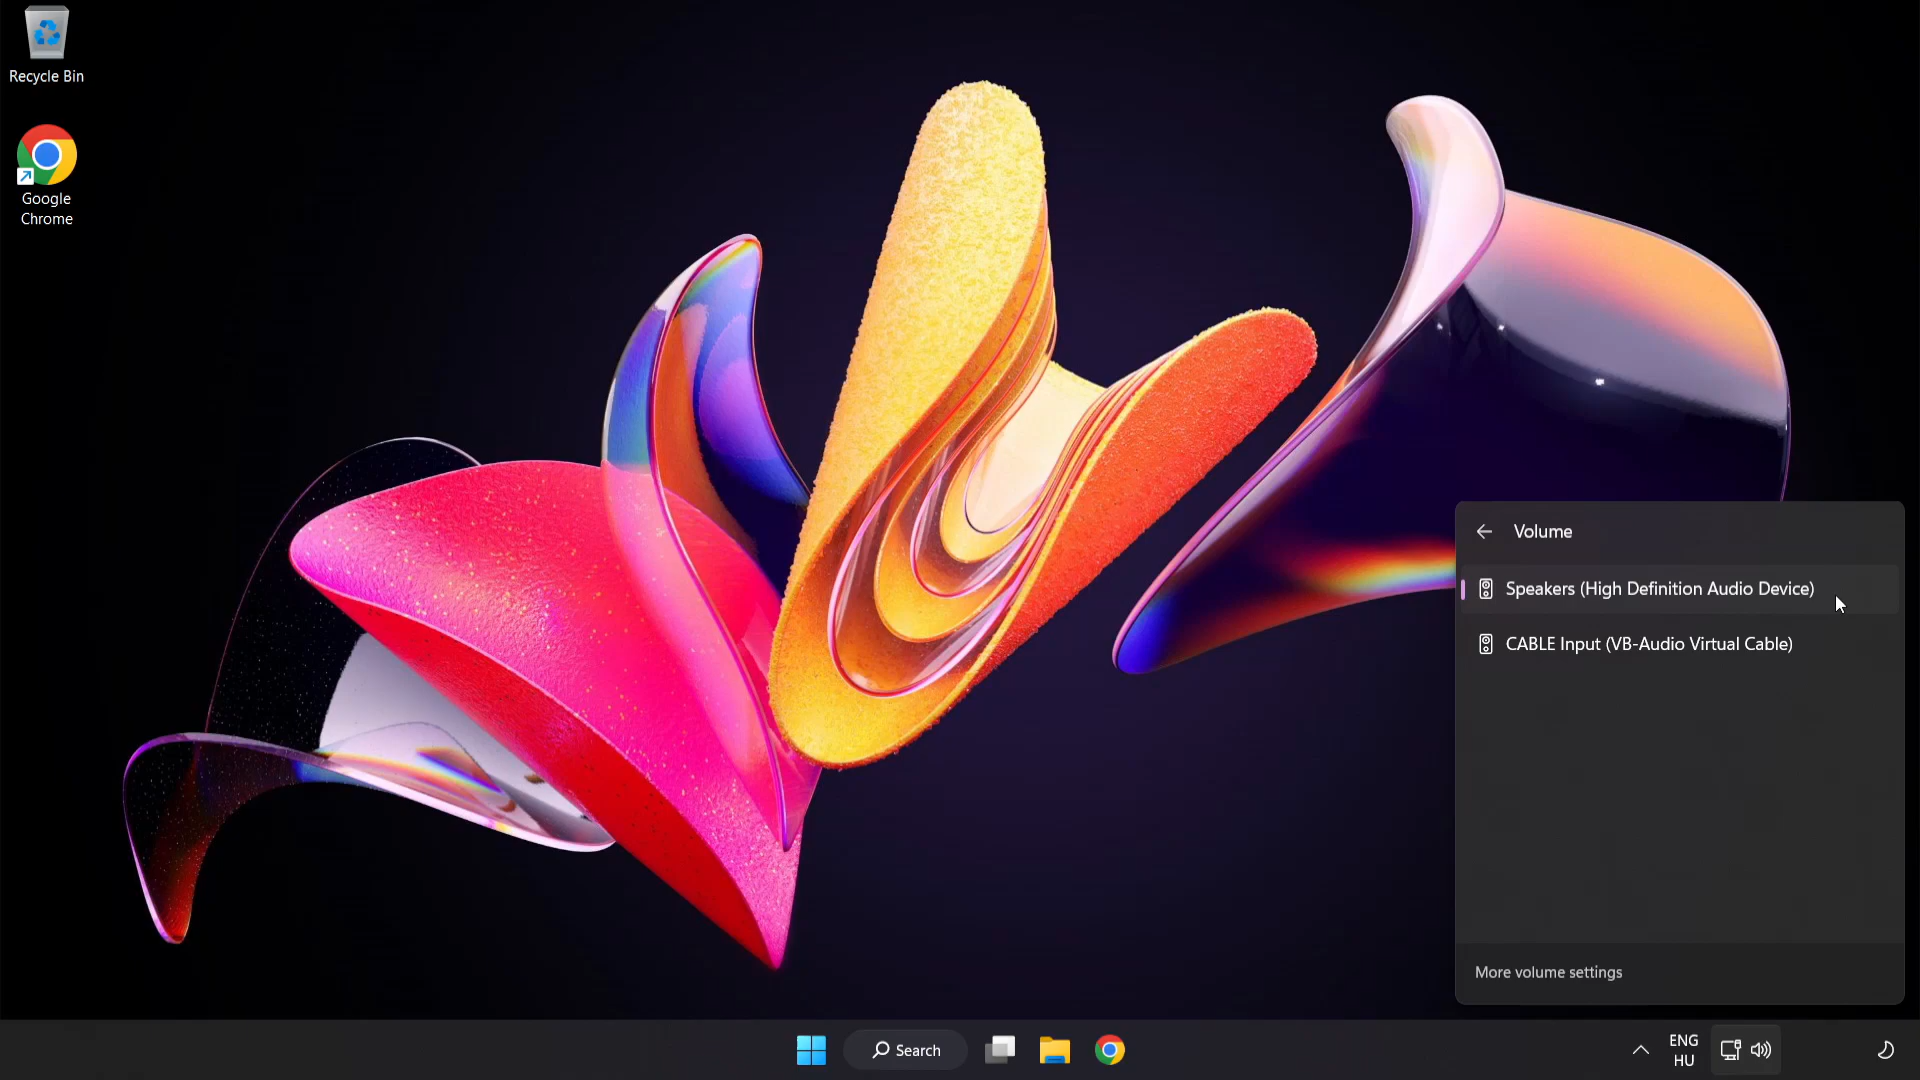 Recycle Bin
Google
Chrome
Volume
Speakers (High Definition Audio Device)
CABLE Input (VB-Audio Virtual Cable)
More volume settings
Search
ENG
HU